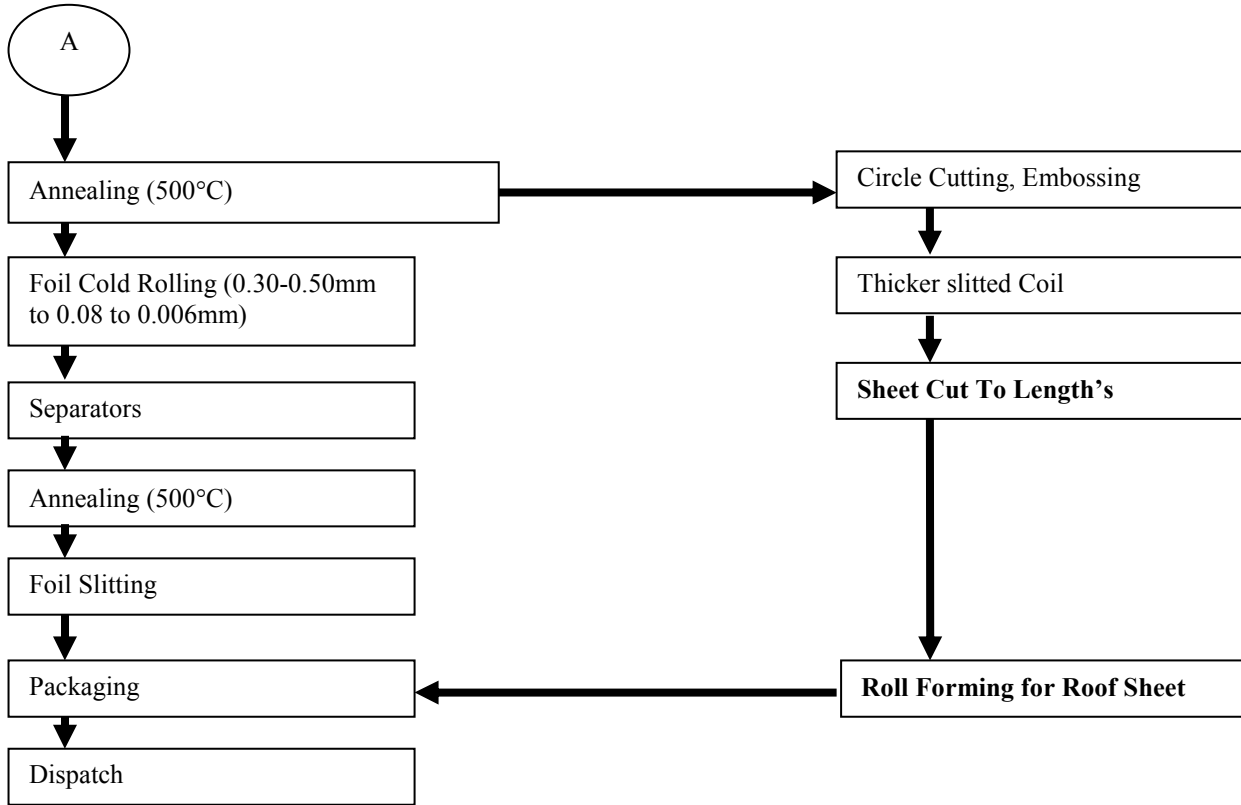 A
Annealing (500°C)
Foil Cold Rolling (0.30-0.50mm
to 0.08 to 0.006mm)
Separators
Annealing (500°C)
Foil Slitting
Packaging
Dispatch
Circle Cutting, Embossing
Thicker slitted Coil
Sheet Cut To Length's
Roll Forming for Roof Sheet